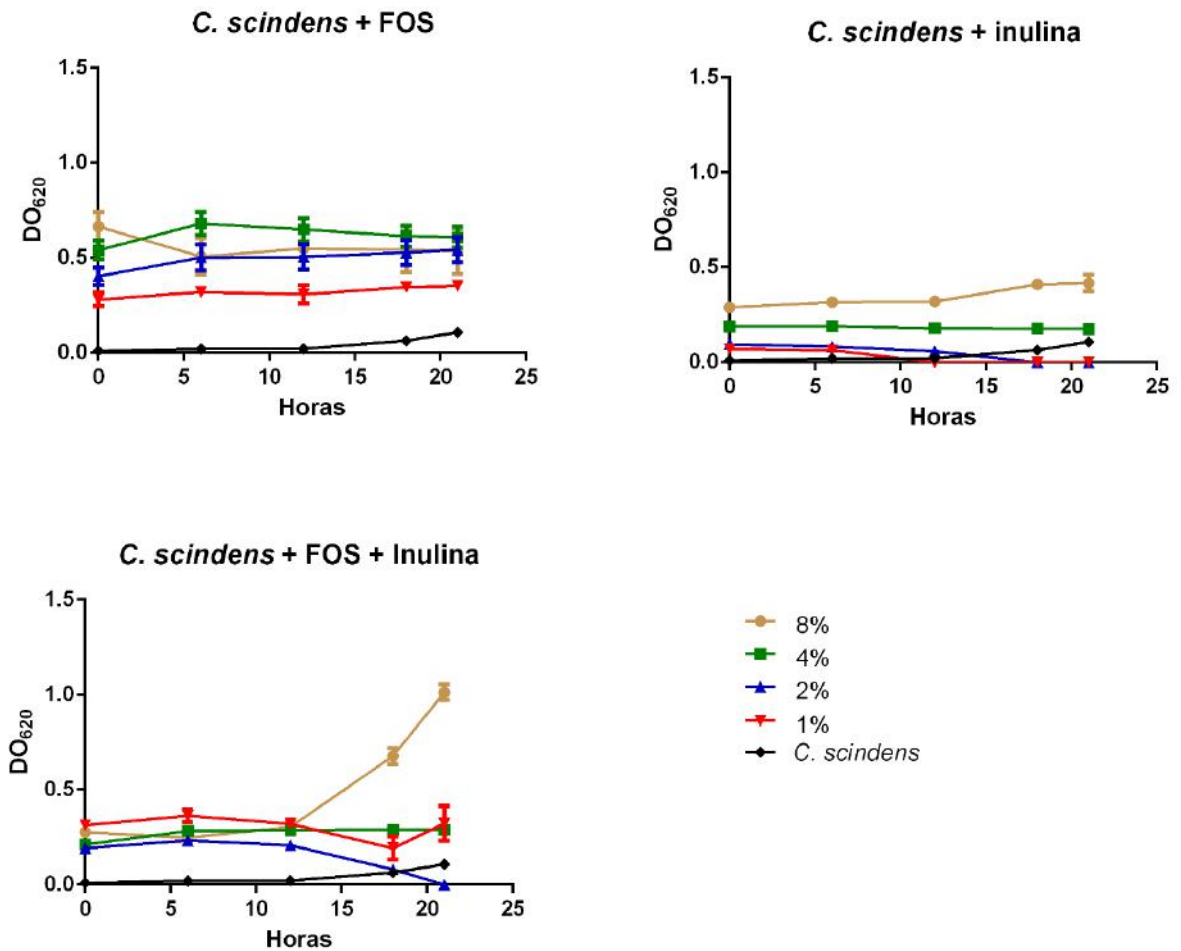 C. scindens + FOS
1.5
1.0
0.5
0.0
DO620
0 5 10 15 20 25
Horas
C. scindens + inulina
1.5
1.0
0.5
0.0
DO620
0 5 10 15 20 25
Horas
C. scindens + FOS + Inulina
1.5
1.0
0.5
0.0
DO620
0 5 10 15 20 25
Horas
8%
4%
2%
1%
C. scindens